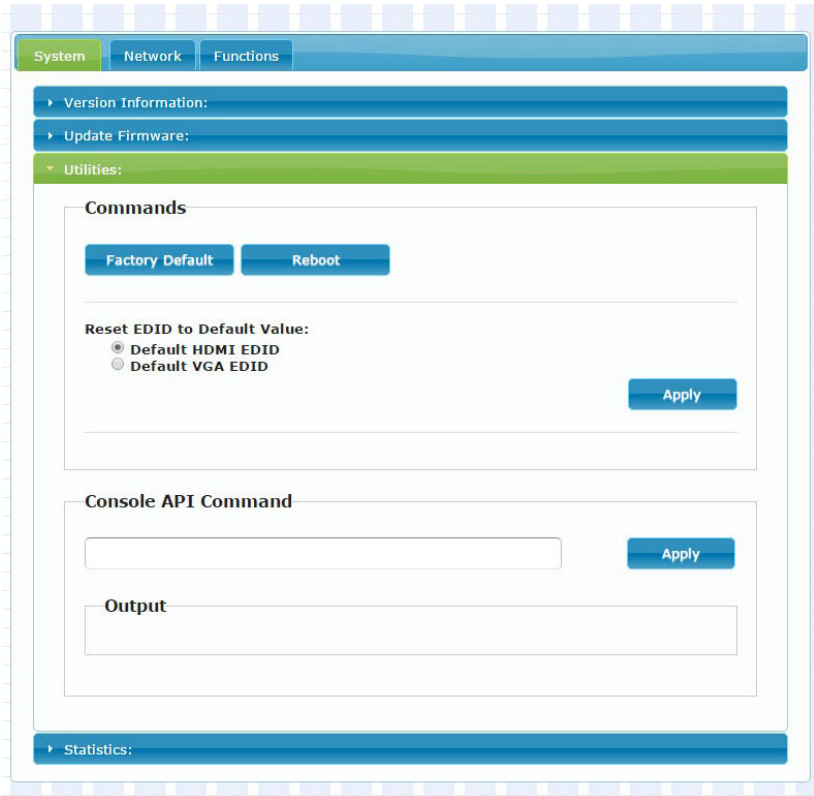 System Network Functions
Version Information:
Update Firmware:
Utilities:
Commands
Factory Default Reboot
Reset EDID to Default Value:
Default HDMI EDID
Default VGA EDID
Apply
Console API Command
Apply
Output
Statistics: